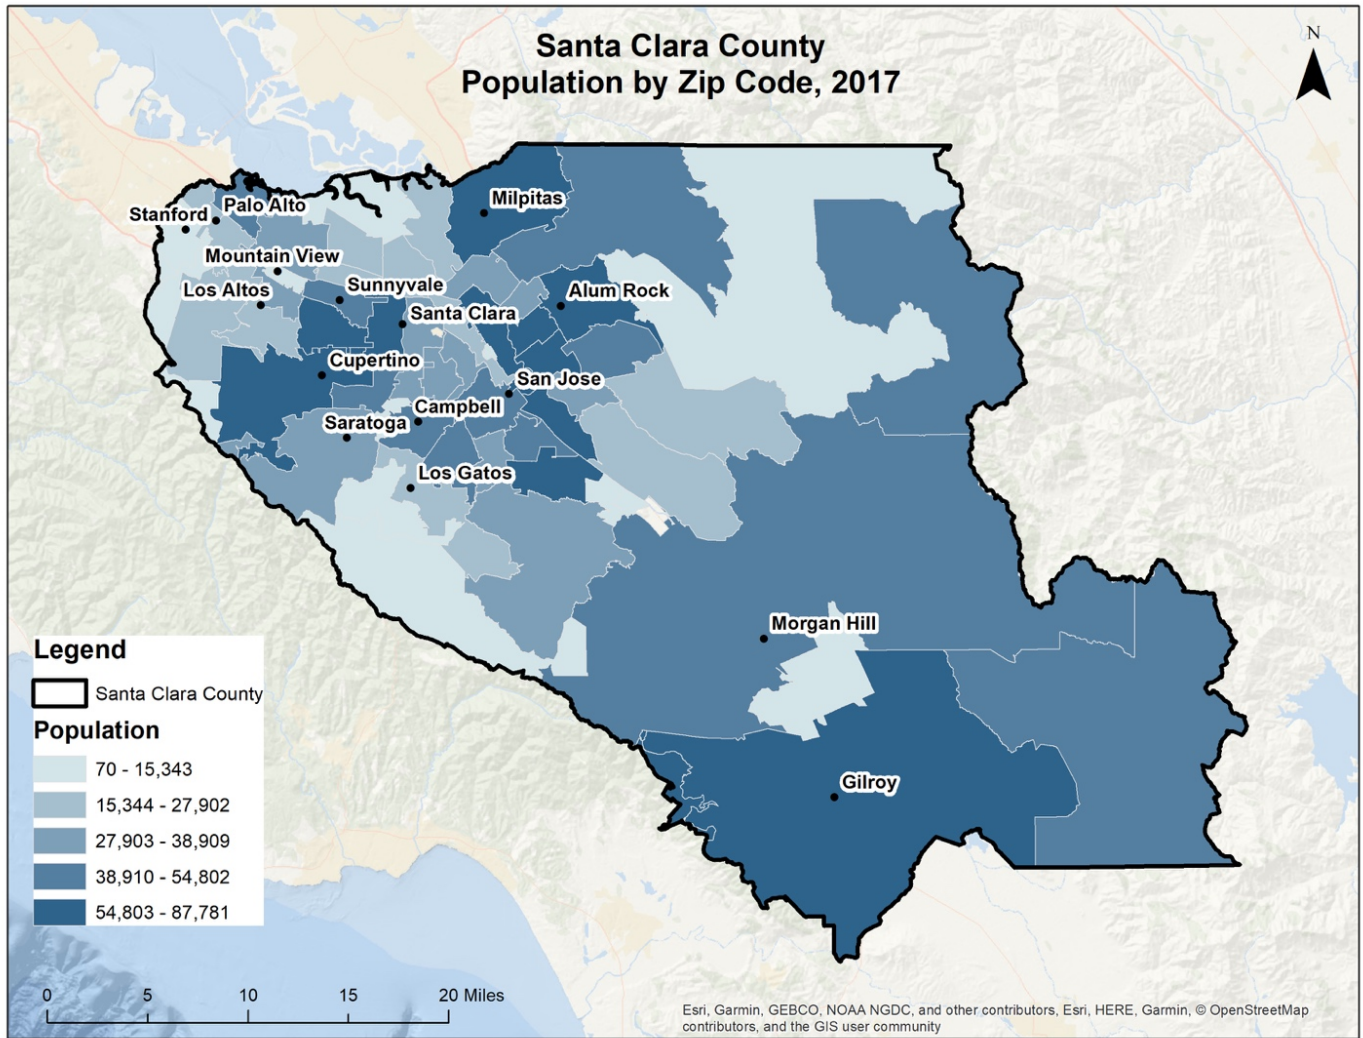 Santa Clara County
Population by Zip Code, 2017
N
Milpitas
Palo Alto
Stanford
Mountain View
Los Altos
Sunnyvale
Alum Rock
Santa Clara
Cupertino
San Jose
Campbell
Saratoga
Los Gatos
Morgan Hill
Gilroy
Legend
Santa Clara County
Population
70 - 15,343
15,344 - 27,902
27,903 - 38,909
38,910 - 54,802
54,803 - 87,781
0 5 10 15 20 Miles
Esri, Garmin, GEBCO, NOAA NGDC, and other contributors, Esri, HERE, Garmin, © OpenStreetMap
contributors, and the GIS user community